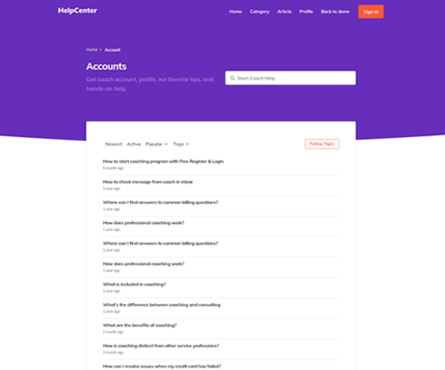 HelpCenter
Home Category Article Profile Back to demo Sign in
Home > Account
Accounts
Get coach account, profile, our favorite tips, and
hands on help
Start Coach Help
Newest Active Popular Tags Follow Topic
How to start coaching program with Free Register & Login
6 month ago
How to check message from coach in inbox
1 year ago
Where can I find answers to common billing questions?
1 year ago
How does professional coaching work?
1 year ago
Where can I find answers to common billing questions?
1 year ago
How does professional coaching work?
1 year ago
What is included in coaching?
1 year ago
What's the difference between coaching and consulting
1 year ago
What are the benefits of coaching?
2 month ago
How is coaching distinct from other service professions?
1 month ago
How can I resolve issues when my credit card has failed?